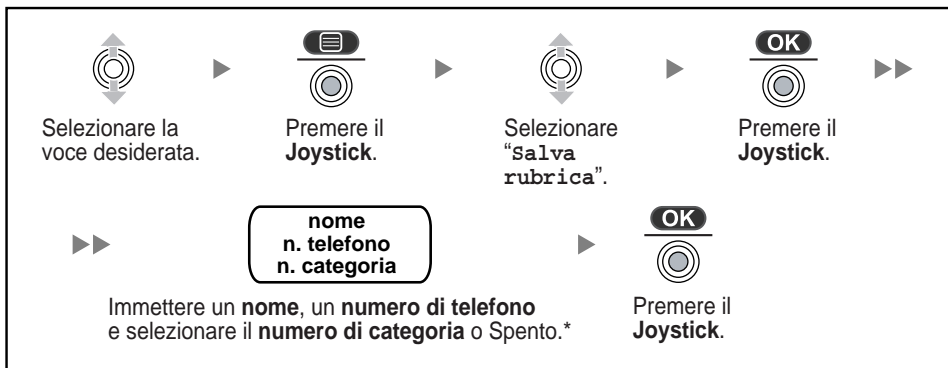 OK
Selezionare la
voce desiderata.
Premere il
Joystick.
Selezionare
“Salva
rubrica”.
Premere il
Joystick.
nome
n. telefono
n. categoria
OK
Immettere un nome, un numero di telefono
e selezionare il numero di categoria o Spento.*
Premere il
Joystick.